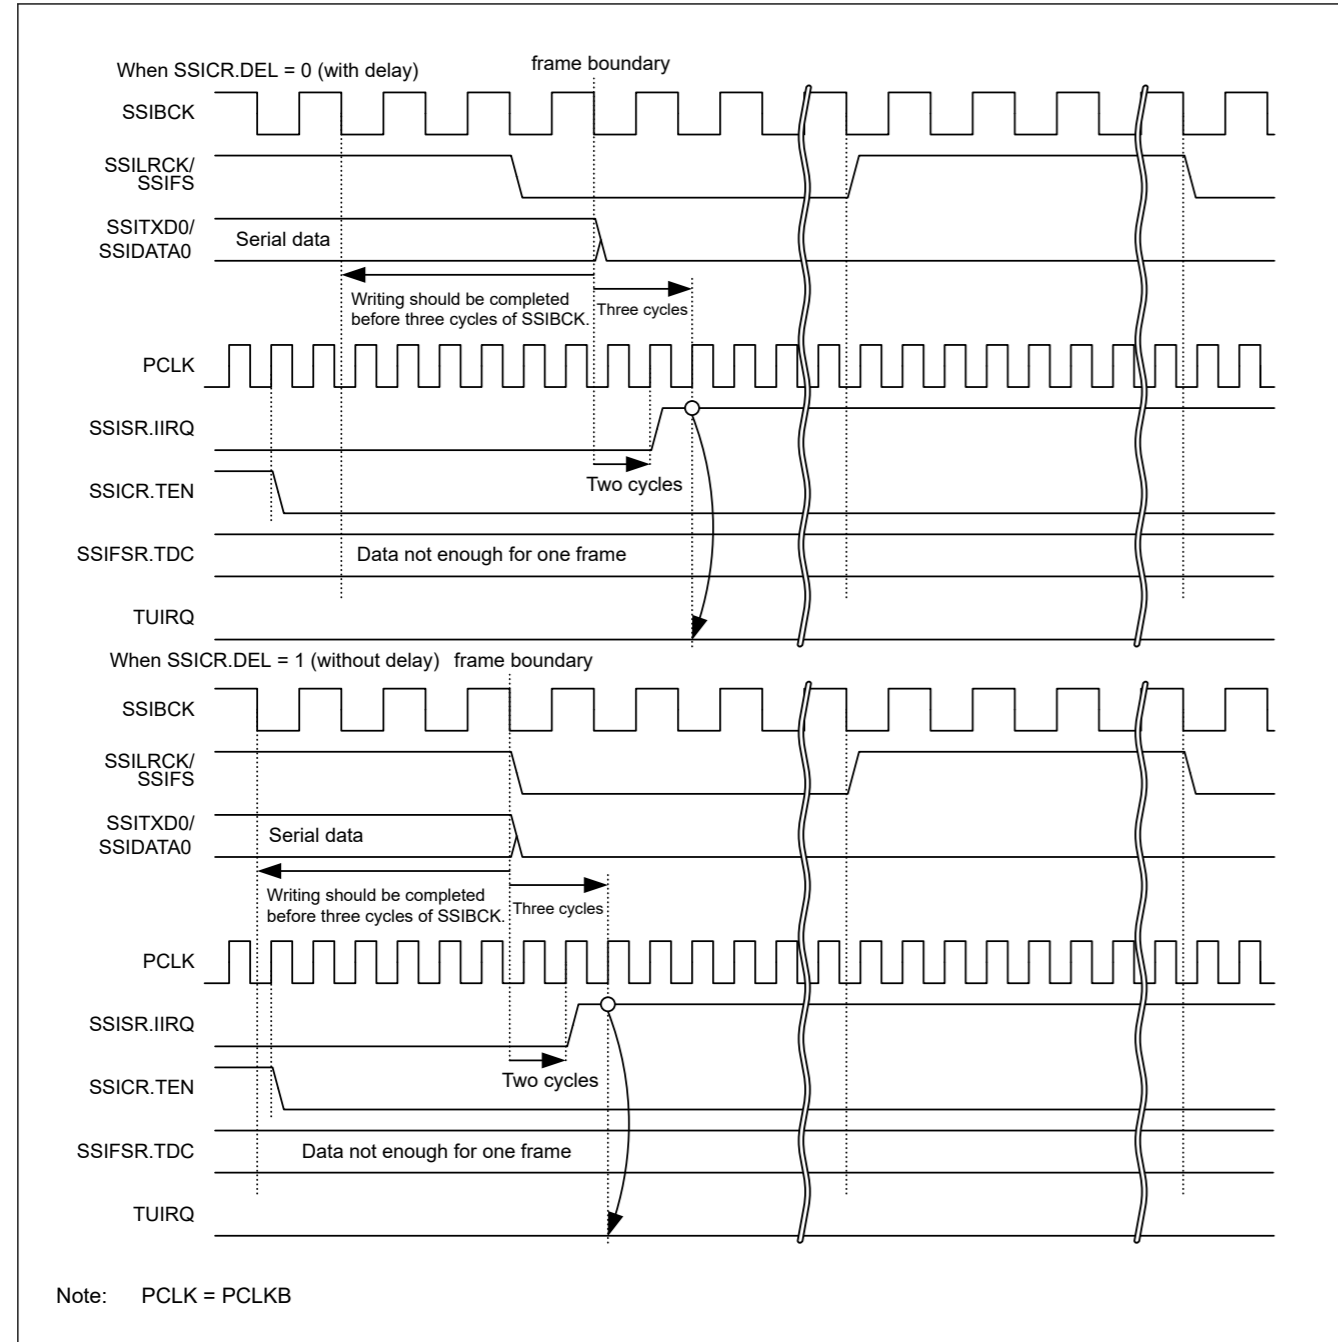 When SSICR.DEL = 0 (with delay)
frame boundary
SSIBCK
SSILRCK/
SSIFS
SSITXD0/
SSIDATA0
Serial data
Writing should be completed
before three cycles of SSIBCK.
Three cycles
PCLK
SSISR.IIRQ
Two cycles
SSICR.TEN
SSIFSR.TDC
Data not enough for one frame
TUIRQ
When SSICR.DEL = 1 (without delay)
frame boundary
SSIBCK
SSILRCK/
SSIFS
SSITXD0/
SSIDATA0
Serial data
Writing should be completed
before three cycles of SSIBCK.
Three cycles
PCLK
SSISR.IIRQ
Two cycles
SSICR.TEN
SSIFSR.TDC
Data not enough for one frame
TUIRQ
Note: PCLK = PCLKB